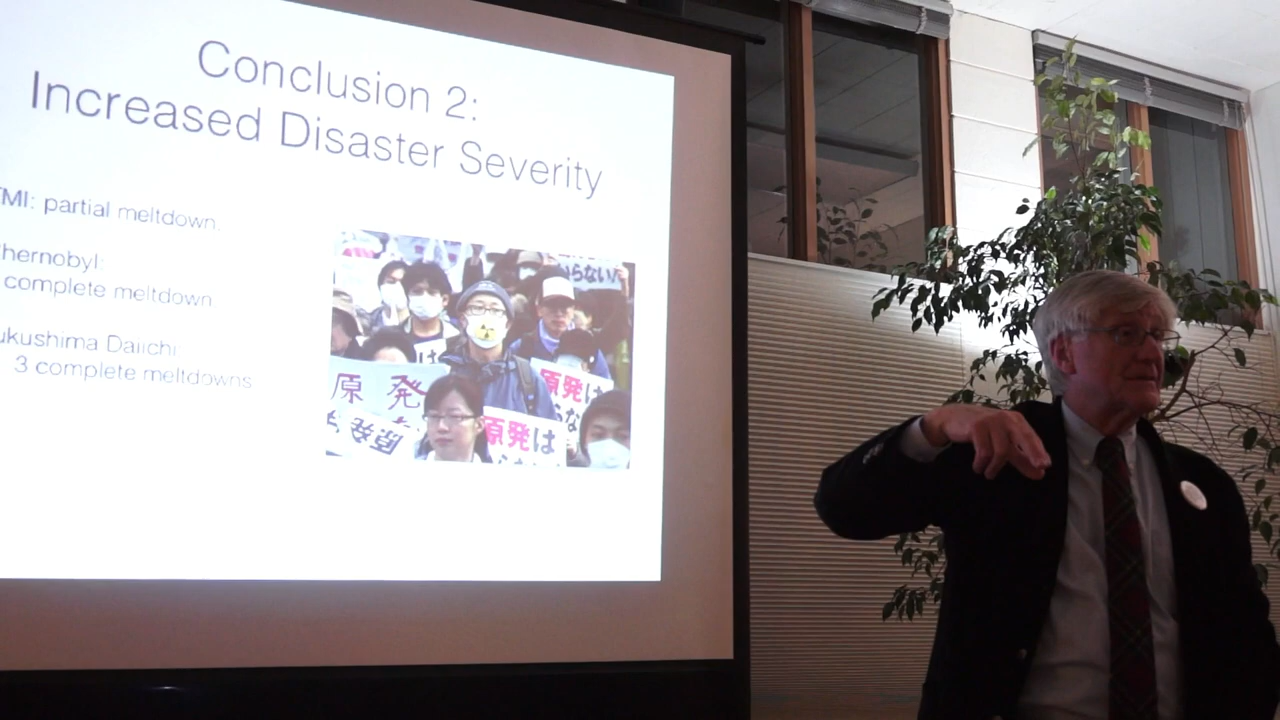 Conclusion 2:
Increased Disaster Severity
TMI: partial meltdown.
hernobyl:
complete meltdown
ukushima Daiichi:
3 complete meltdowns
らない
原発
原発は
原発は